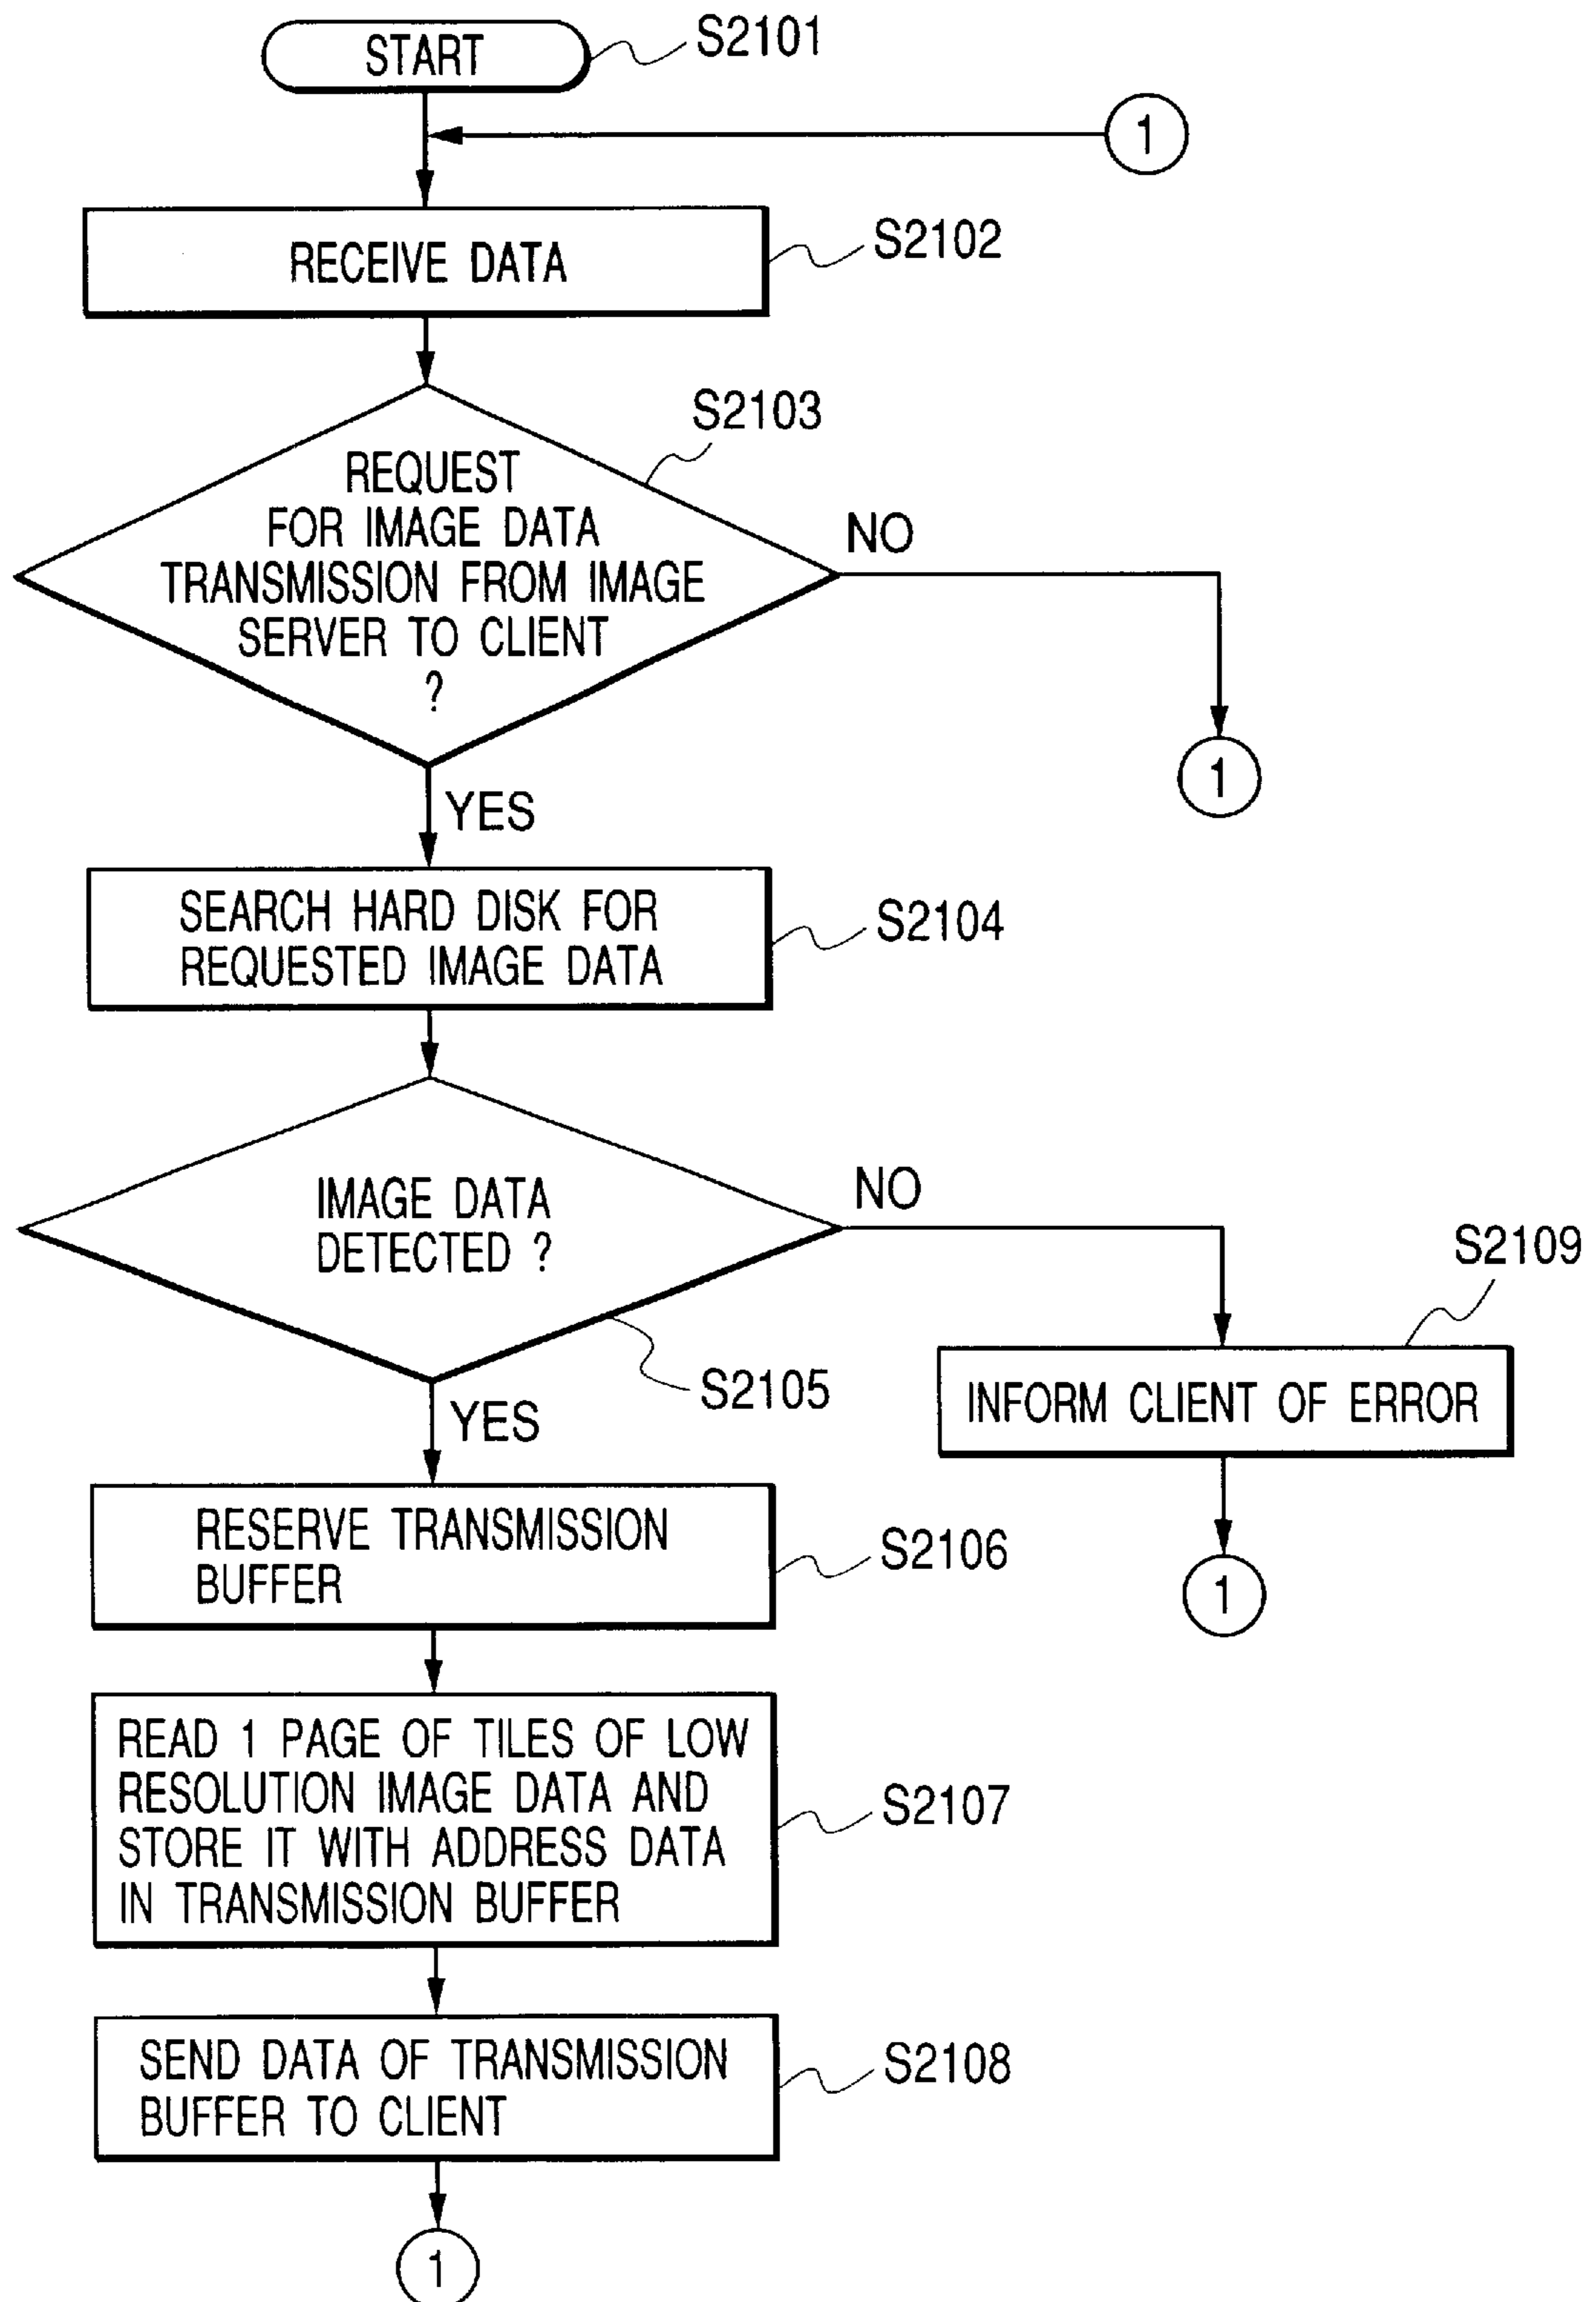 START
S2101
1
RECEIVE DATA
S2102
S2103
REQUEST
FOR IMAGE DATA
TRANSMISSION FROM IMAGE
SERVER TO CLIENT
?
NO
1
YES
SEARCH HARD DISK FOR
REQUESTED IMAGE DATA
S2104
IMAGE DATA
DETECTED ?
NO
S2105
S2109
INFORM CLIENT OF ERROR
1
YES
RESERVE TRANSMISSION
BUFFER
S2106
READ 1 PAGE OF TILES OF LOW
RESOLUTION IMAGE DATA AND
STORE IT WITH ADDRESS DATA
IN TRANSMISSION BUFFER
S2107
SEND DATA OF TRANSMISSION
BUFFER TO CLIENT
S2108
1